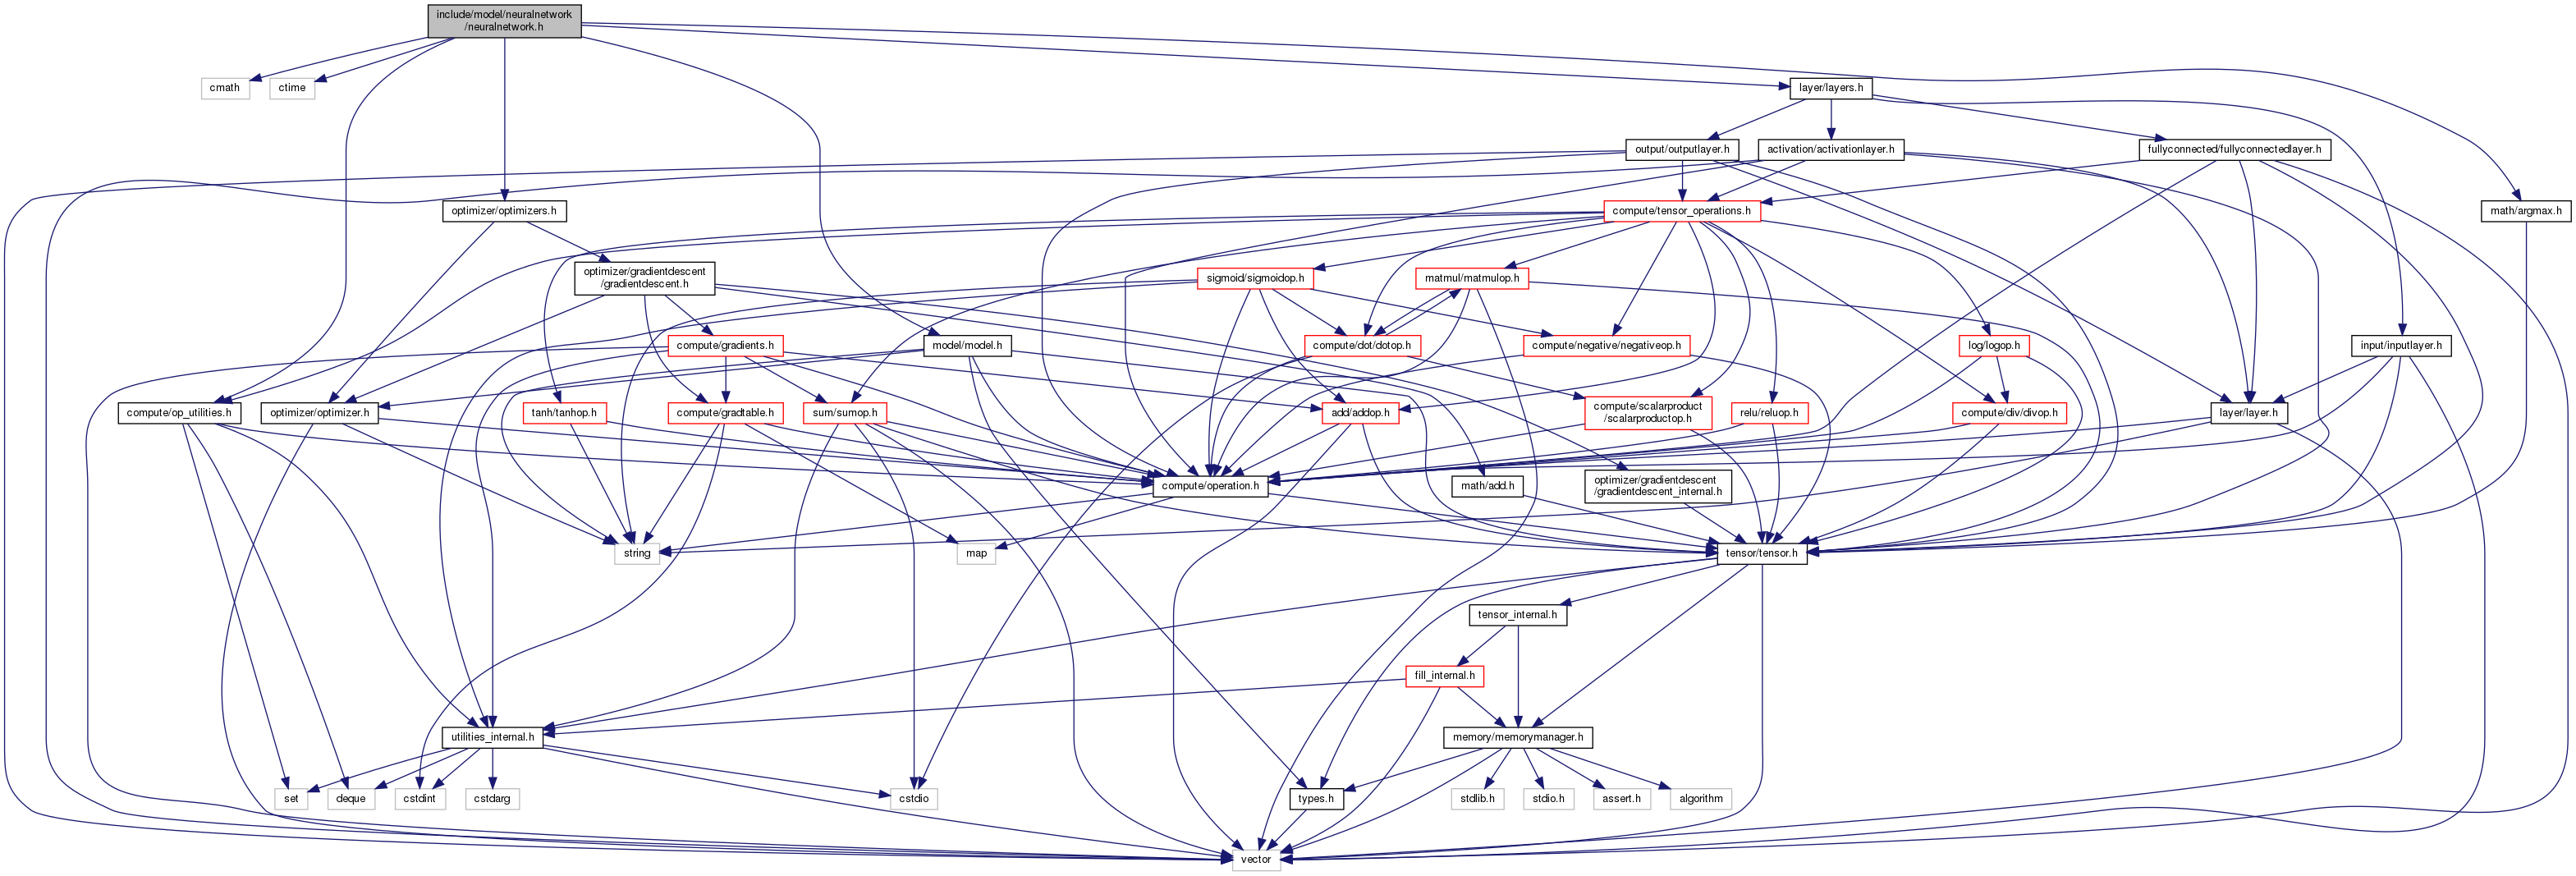 include/model/neuralnetwork
/neuralnetwork.h
cmath
ctime
layer/layers.h
output/outputlayer.h
activation/activationlayer.h
fullyconnected/fullyconnectedlayer.h
optimizer/optimizers.h
compute/tensor_operations.h
math/argmax.h
optimizer/gradientdescent
/gradientdescent.h
sigmoid/sigmoidop.h
matmul/matmulop.h
compute/gradients.h
model/model.h
compute/dot/dotop.h
compute/negative/negativeop.h
log/logop.h
input/inputlayer.h
compute/op_utilities.h
optimizer/optimizer.h
tanh/tanhop.h
compute/gradtable.h
sum/sumop.h
add/addop.h
compute/scalarproduct
/scalarproductop.h
relu/reluop.h
compute/div/divop.h
layer/layer.h
compute/operation.h
math/add.h
optimizer/gradientdescent
/gradientdescent_internal.h
string
map
tensor/tensor.h
tensor_internal.h
fill_internal.h
utilities_internal.h
memory/memorymanager.h
set
deque
cstdint
cstdarg
cstdio
types.h
stdlib.h
stdio.h
assert.h
algorithm
vector